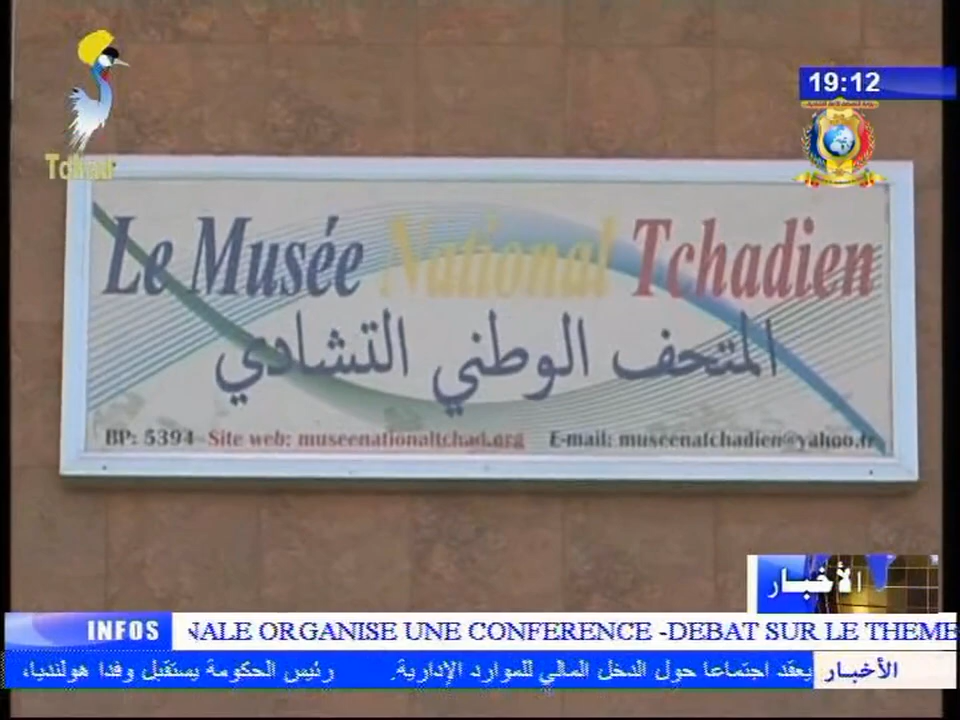 19:12
Tchad
Le Musée National Tchadien
المتحف الوطني التشادي
BP: 5394 Site web: museenationaltchad.org E-mail: museenatchadien@yahoo.fr
الأخبار
INFOS NALE ORGANISE UNE CONFERENCE -DEBAT SUR LE THEME
الأخبار يعقد اجتماعا حول الدخل المالي للموارد الإدارية. رئيس الحكومة يستقبل وفدا هولنديا،